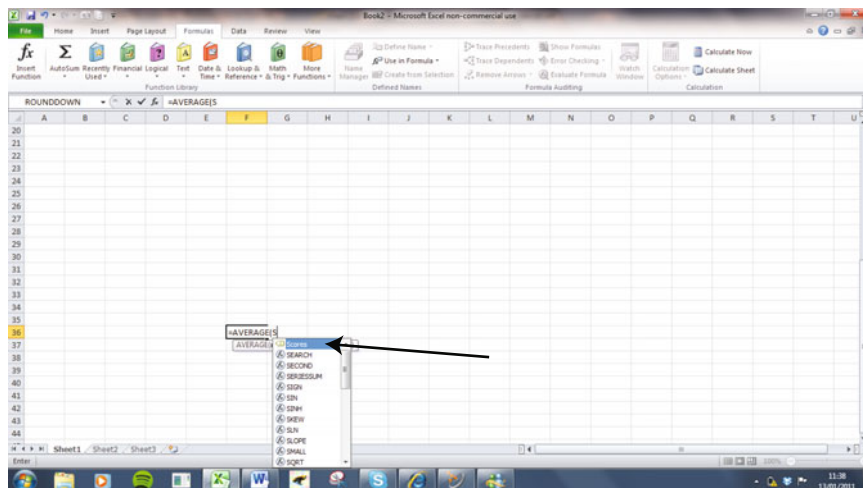 Book2 - Microsoft Excel non-commercial use
File Home Insert Page Layout Formulas Data Review View
Insert Function
AutoSum
Recently Used
Financial
Logical
Text
Date & Time
Lookup & Reference
Math & Trig
More Functions
Function Library
Name Manager
Define Name
Use in Formula
Create from Selection
Defined Names
Trace Precedents
Trace Dependents
Remove Arrows
Show Formulas
Error Checking
Evaluate Formula
Watch Window
Formula Auditing
Calculation Options
Calculate Now
Calculate Sheet
Calculation
ROUNDDOWN =AVERAGE(S
A B C D E F G H I J K L M N O P Q R S T U
20
21
22
23
24
25
26
27
28
29
30
31
32
33
34
35
36 =AVERAGE(S
37 Scores
38 SEARCH
39 SECOND
40 SERIESSUM
41 SIGN
SIN
42 SINH
43 SKEW
44 SLN
SLOPE
SMALL
SQRT
Sheet1 Sheet2 Sheet3
Enter 100%
11:38
13/01/2011